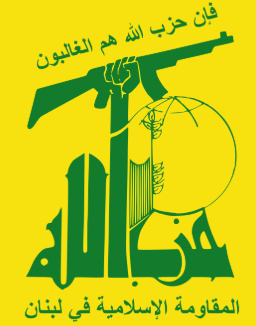 فإن حزب الله هم الغالبون
حزب الله
المقاومة الإسلامية في لبنان